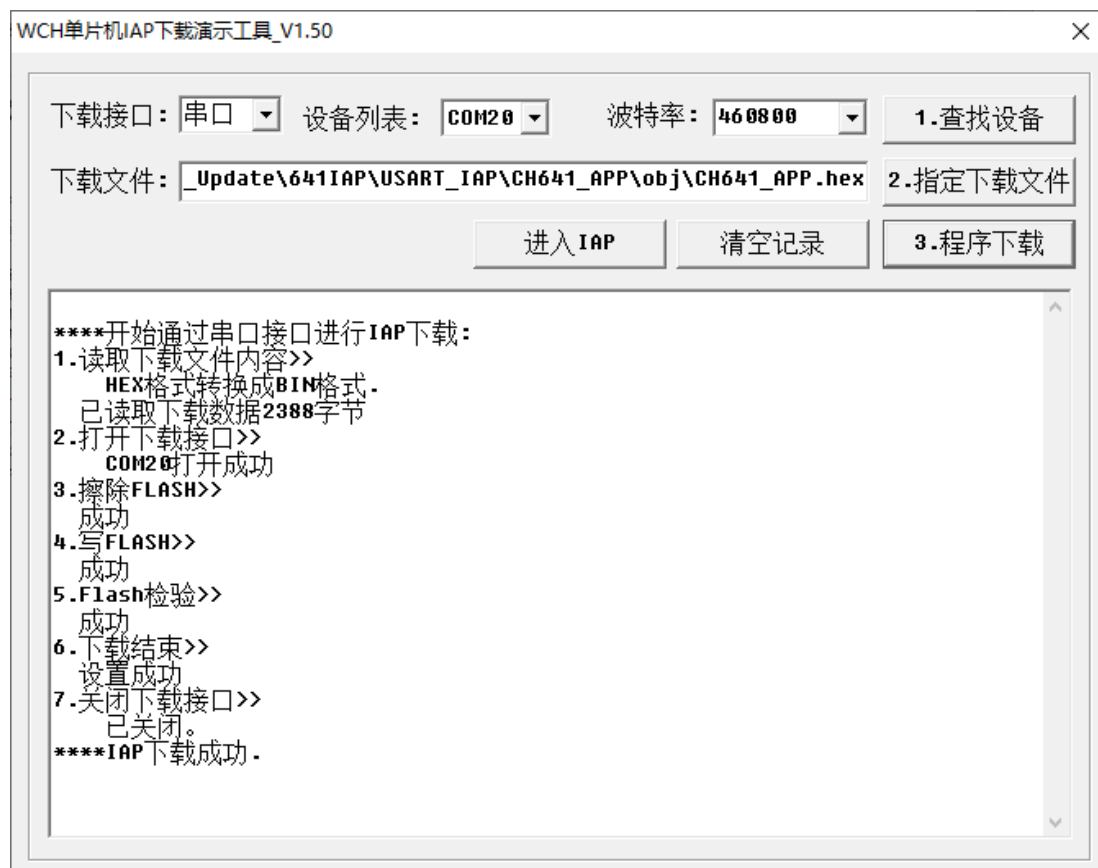 WCH单片机IAP下载演示工具_V1.50
下载接口: 串口 设备列表: COM20 波特率: 460800 1.查找设备
下载文件: _Update\641IAP\USART_IAP\CH641_APP\obj\CH641_APP.hex 2.指定下载文件
进入IAP 清空记录 3.程序下载
****开始通过串口接口进行IAP下载:
1.读取下载文件内容>>
HEX格式转换成BIN格式.
已读取下载数据2388字节
2.打开下载接口>>
COM20打开成功
3.擦除FLASH>>
成功
4.写FLASH>>
成功
5.Flash检验>>
成功
6.下载结束>>
设置成功
7.关闭下载接口>>
已关闭。
****IAP下载成功.